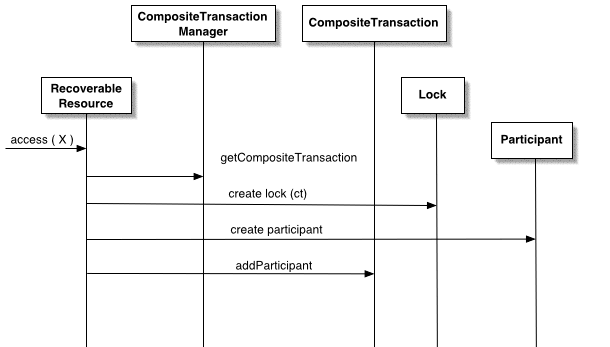 CompositeTransaction
Manager
CompositeTransaction
Recoverable
Resource
Lock
Participant
access ( X )
getCompositeTransaction
create lock (ct)
create participant
addParticipant